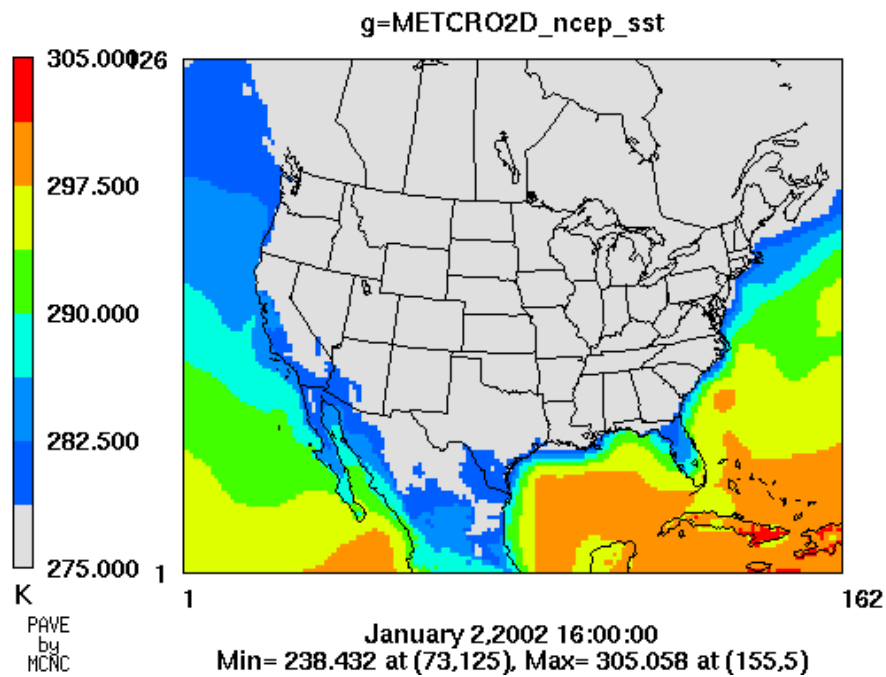 g=METCRO2D_ncep_sst
305.000
126
297.500
290.000
282.500
275.000
1
K
1
162
PAVE
by
MCNC
January 2,2002 16:00:00
Min= 238.432 at (73,125), Max= 305.058 at (155,5)